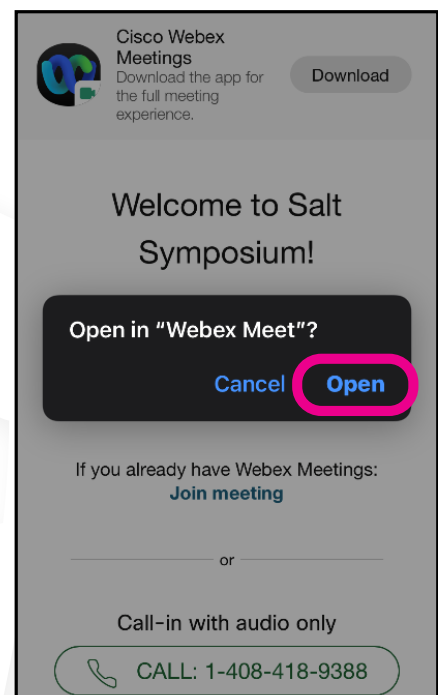 Cisco Webex
Meetings
Download the app for
the full meeting
experience.
Download
Welcome to Salt
Symposium!
Open in “Webex Meet”?
Cancel
Open
If you already have Webex Meetings:
Join meeting
or
Call-in with audio only
CALL: 1-408-418-9388